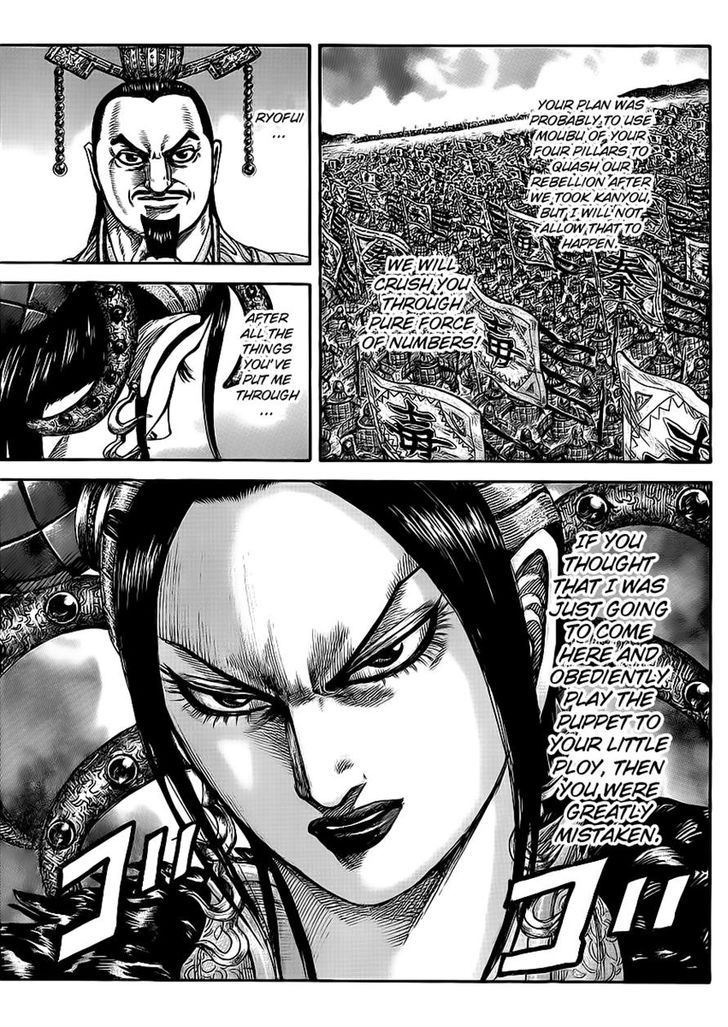 YOUR PLAN WAS
PROBABLY TO USE
MOUBU OF YOUR
FOUR PILLARS TO
QUASH OUR
REBELLION AFTER
WE TOOK KANYOU,
BUT I WILL NOT
ALLOW THAT TO
HAPPEN.
秦
WE WILL
CRUSH YOU
THROUGH
PURE FORCE
OF NUMBERS!
毐
毐
RYOFUI
...
AFTER
ALL THE
THINGS
YOU'VE
PUT ME
THROUGH
...
IF YOU
THOUGHT
THAT I WAS
JUST GOING
TO COME
HERE AND
OBEDIENTLY
PLAY THE
PUPPET TO
YOUR LITTLE
PLOY, THEN
YOU WERE
GREATLY
MISTAKEN.
ゴ
ゴ